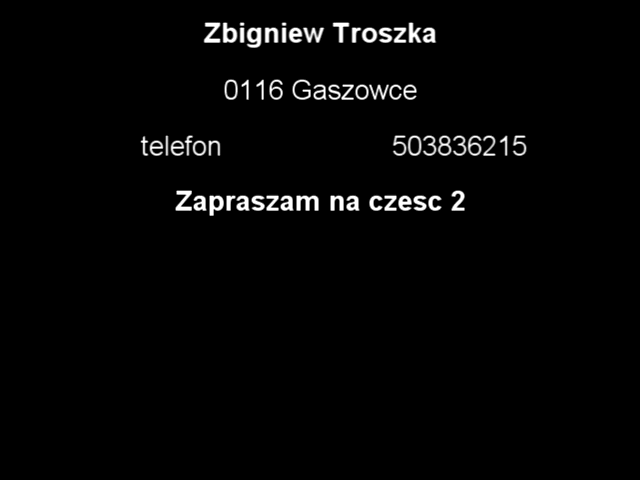 Zbigniew Troszka
0116 Gaszowce
telefon 503836215
Zapraszam na czesc 2